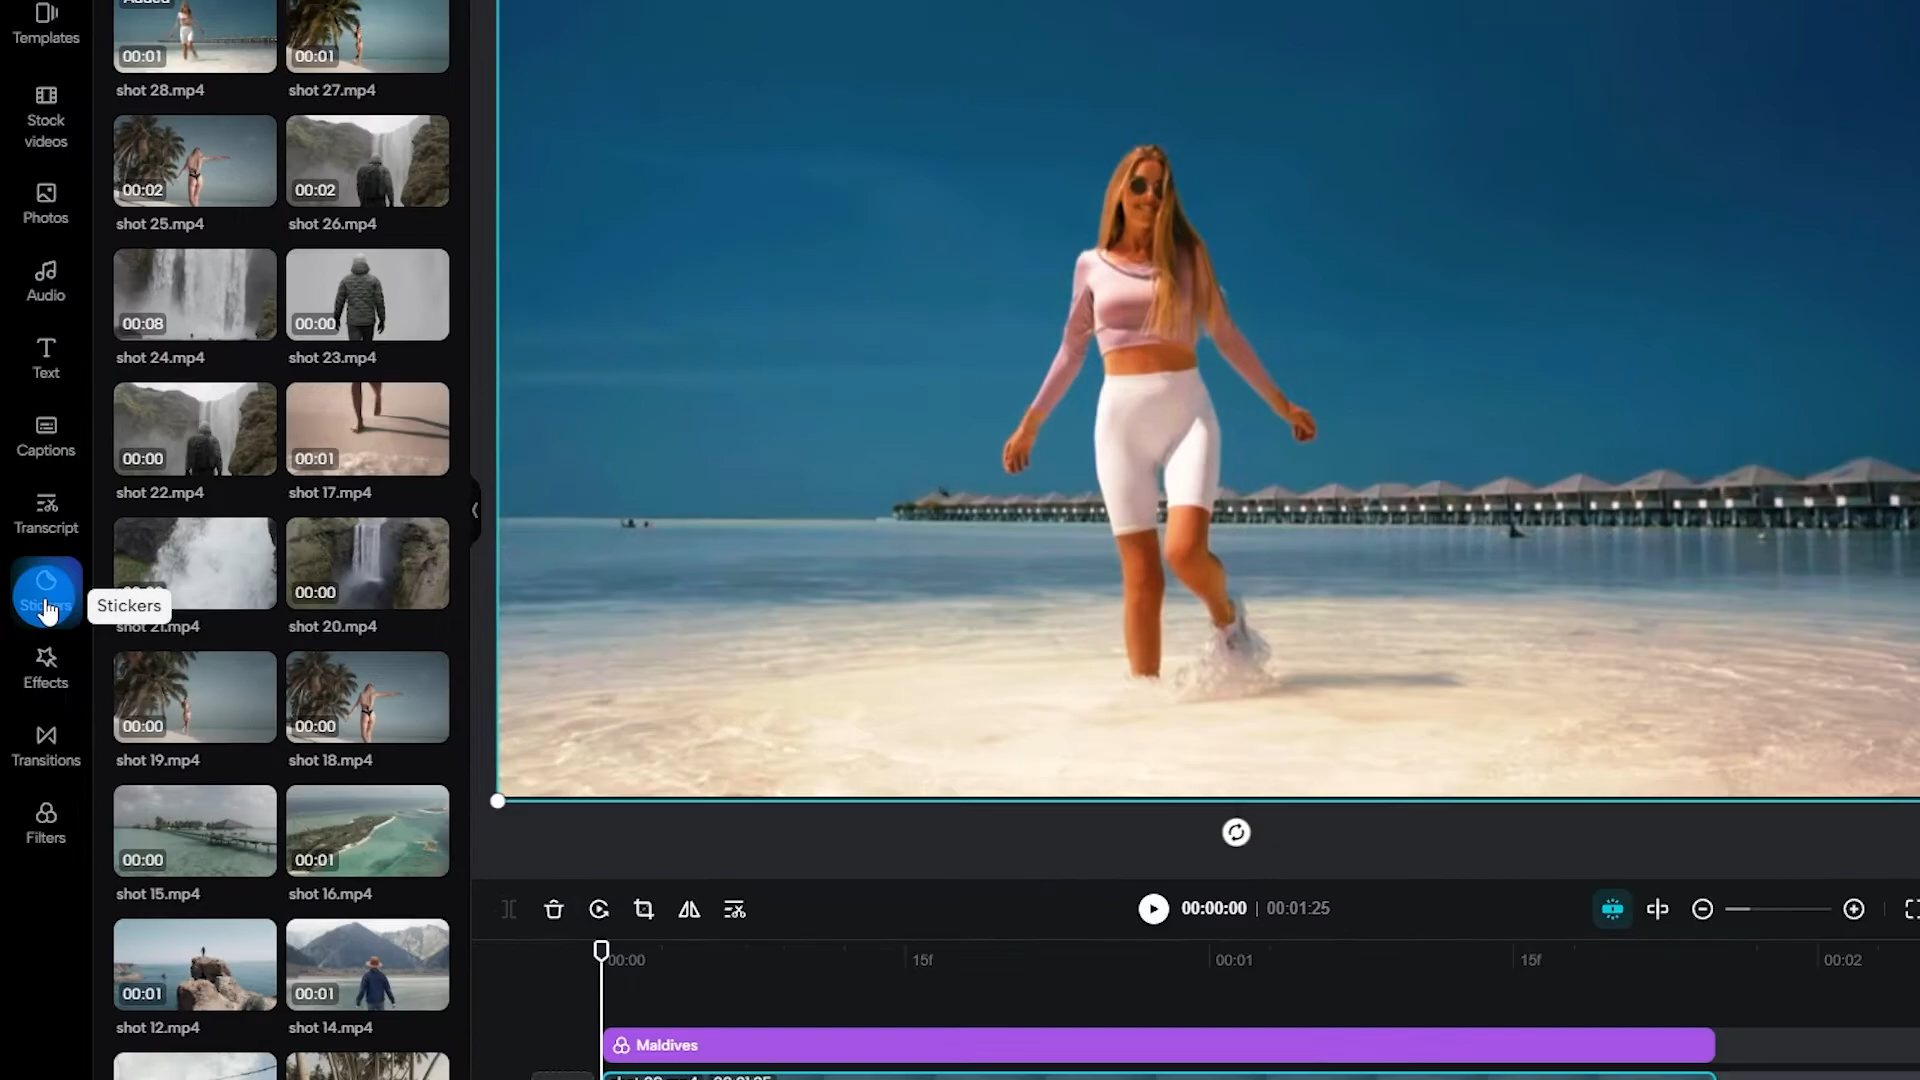 Templates
Stock
videos
Photos
Audio
Text
Captions
Transcript
Stickers
Stickers
Effects
Transitions
Filters
Added
00:01
00:01
shot 28.mp4
shot 27.mp4
00:02
00:02
shot 25.mp4
shot 26.mp4
00:08
00:00
shot 24.mp4
shot 23.mp4
00:00
00:01
shot 22.mp4
shot 17.mp4
00:00
shot 21.mp4
shot 20.mp4
00:00
00:00
shot 19.mp4
shot 18.mp4
00:00
00:01
shot 15.mp4
shot 16.mp4
00:01
00:01
shot 12.mp4
shot 14.mp4
00:00:00 | 00:01:25
00:00
15f
00:01
15f
00:02
Maldives